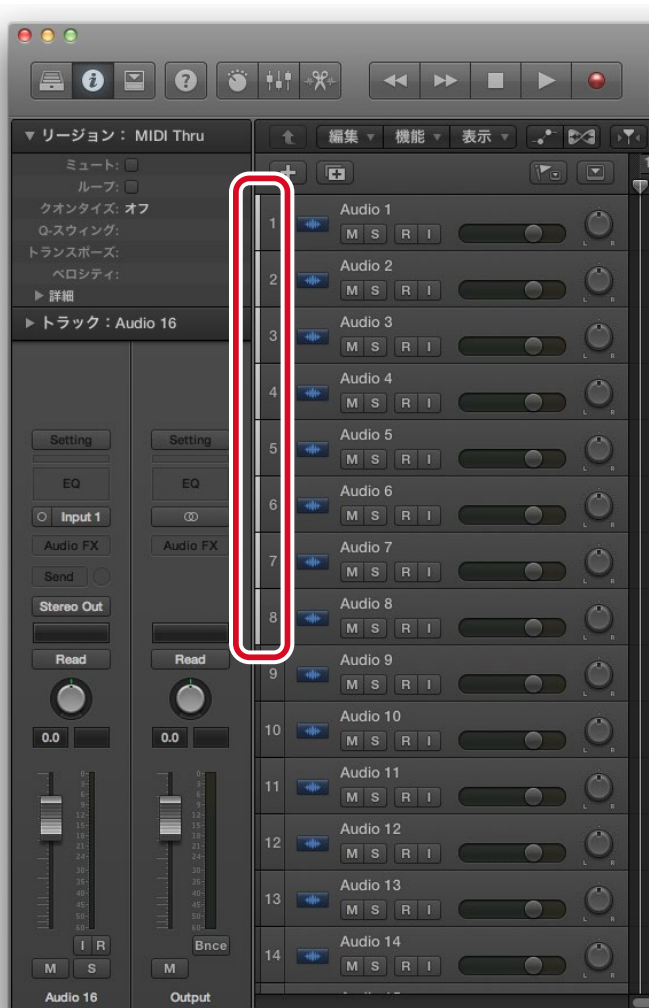 ▼ リージョン： MIDI Thru
ミュート:
ループ:
クオンタイズ: オフ
Q-スウィング:
トランスポーズ:
ベロシティ:
▶ 詳細
▶ トラック：Audio 16
Setting
EQ
Input 1
Audio FX
Send
Stereo Out
Read
0.0
I R
M S
Audio 16
Setting
EQ
Audio FX
Read
0.0
Bnce
M
Output
編集 機能 表示
1
1 Audio 1
M S R I
L R
2 Audio 2
M S R I
L R
3 Audio 3
M S R I
L R
4 Audio 4
M S R I
L R
5 Audio 5
M S R I
L R
6 Audio 6
M S R I
L R
7 Audio 7
M S R I
L R
8 Audio 8
M S R I
L R
9 Audio 9
M S R I
L R
10 Audio 10
M S R I
L R
11 Audio 11
M S R I
L R
12 Audio 12
M S R I
L R
13 Audio 13
M S R I
L R
14 Audio 14
M S R I
L R